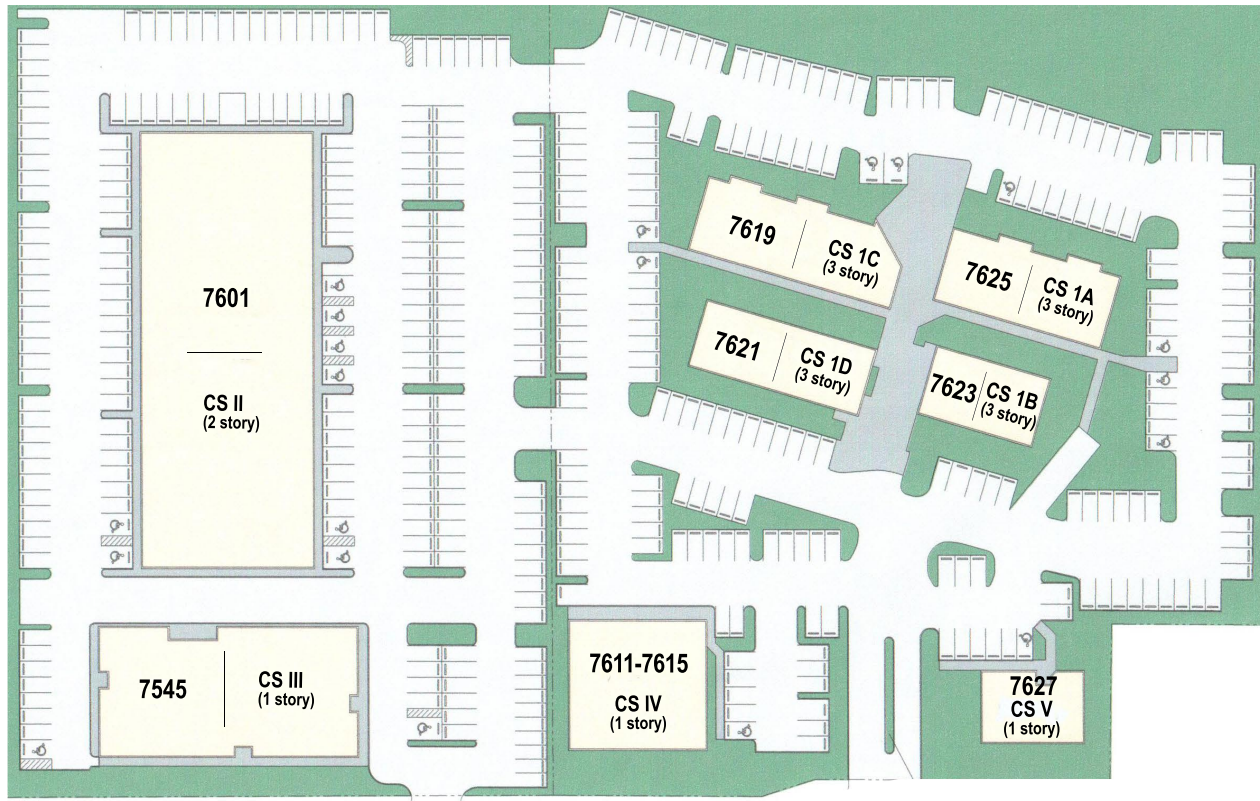 7619
CS 1C
(3 story)
7625
CS 1A
(3 story)
7601
CS II
(2 story)
7621
CS 1D
(3 story)
7623
CS 1B
(3 story)
7545
CS III
(1 story)
7611-7615
CS IV
(1 story)
7627
CS V
(1 story)